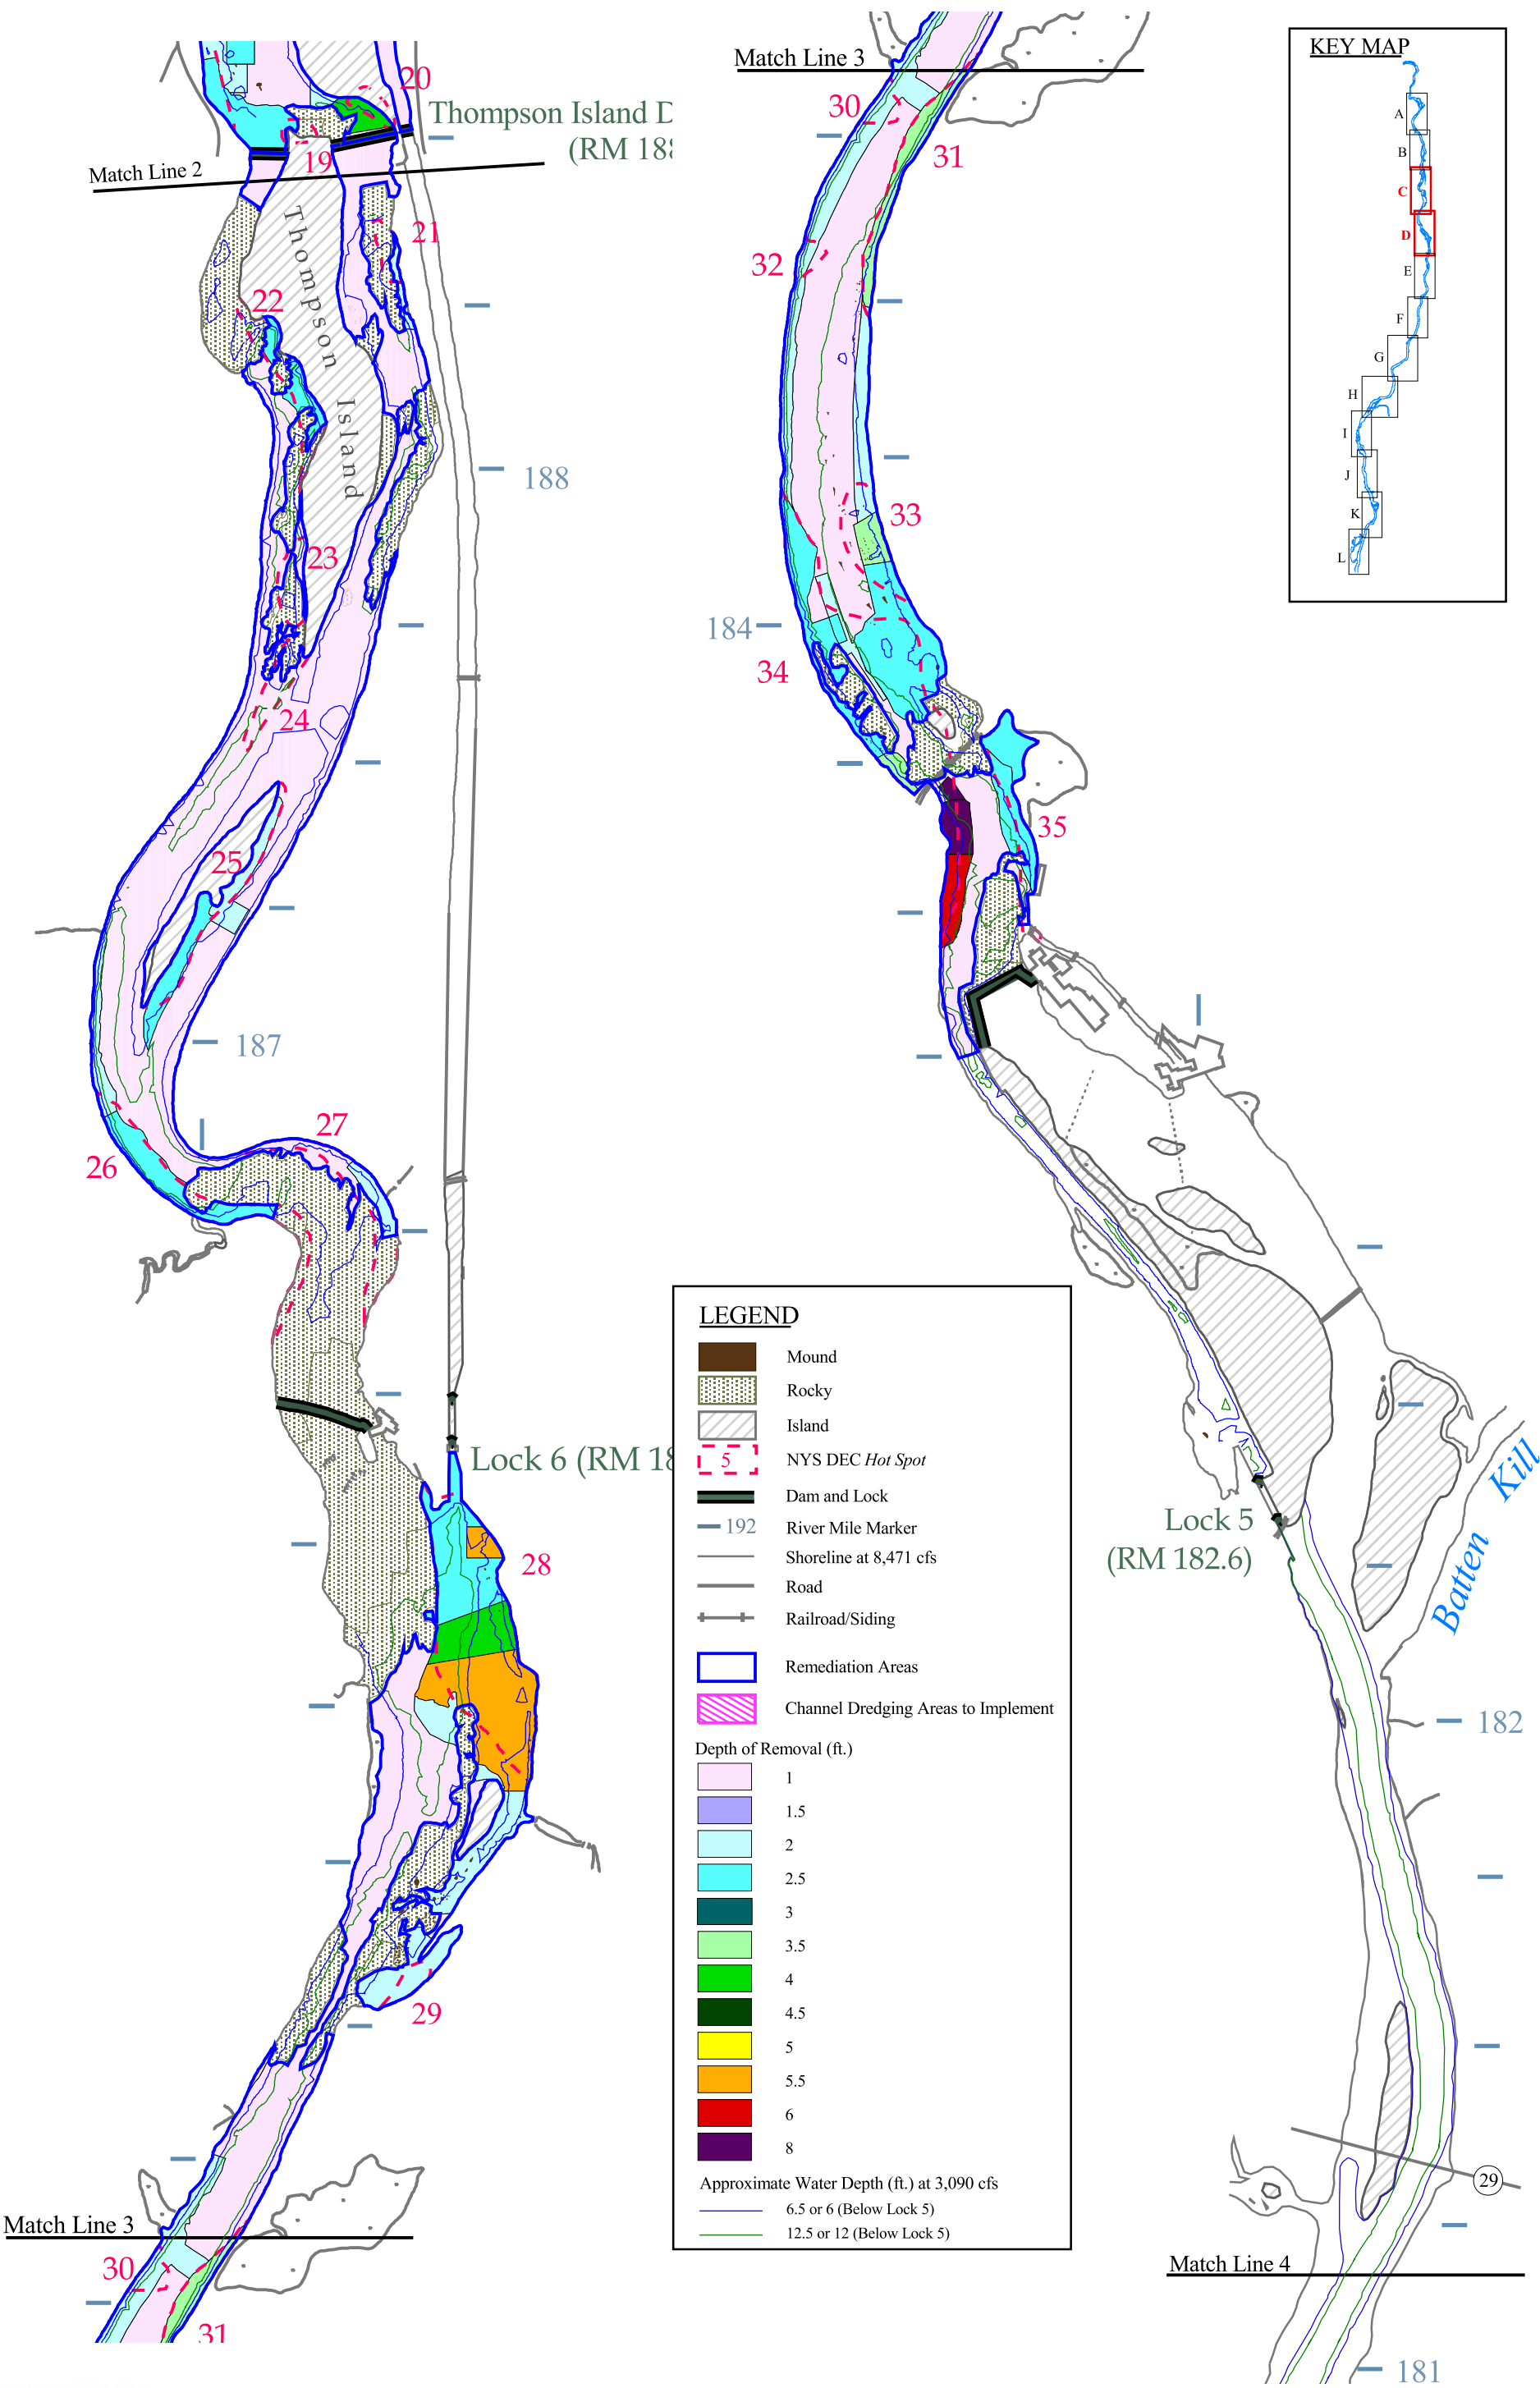 20
Thompson Island D
(RM 188
19
Match Line 2
Thompson Island
21
22
188
23
24
25
187
27
26
Lock 6 (RM 18
28
29
Match Line 3
30
31
Match Line 3
30
31
32
33
184
34
35
Lock 5
(RM 182.6)
Batten Kill
182
29
Match Line 4
181
KEY MAP
A
B
C
D
E
F
G
H
I
J
K
L
LEGEND
Mound
Rocky
Island
5 NYS DEC Hot Spot
Dam and Lock
192 River Mile Marker
Shoreline at 8,471 cfs
Road
Railroad/Siding
Remediation Areas
Channel Dredging Areas to Implement
Depth of Removal (ft.)
1
1.5
2
2.5
3
3.5
4
4.5
5
5.5
6
8
Approximate Water Depth (ft.) at 3,090 cfs
6.5 or 6 (Below Lock 5)
12.5 or 12 (Below Lock 5)